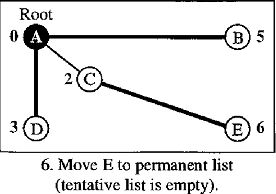 Root
0 A B 5
2 C
3 D E 6
6. Move E to permanent list
(tentative list is empty).